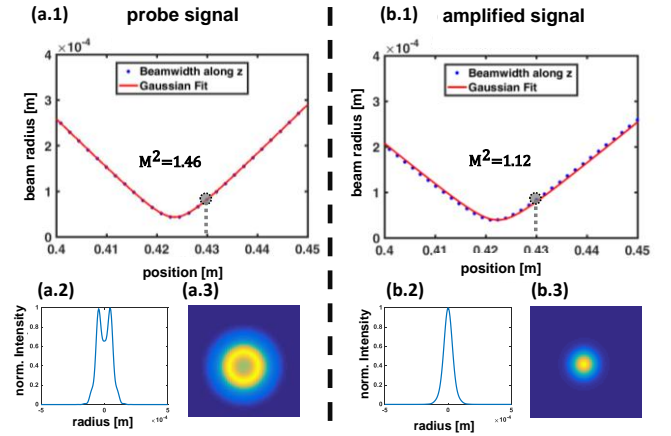 probe signal
(a.1)
×10⁻⁴
Beamwidth along z
Gaussian Fit
M²=1.46
beam radius [m]
4
3
2
1
0
0.4 0.41 0.42 0.43 0.44 0.45
position [m]
(a.2)
norm. Intensity
1
0.8
0.6
0.4
0.2
0
-5 0 5
×10⁻⁴
radius [m]
(a.3)
amplified signal
(b.1)
×10⁻⁴
Beamwidth along z
Gaussian Fit
M²=1.12
beam radius [m]
4
3
2
1
0
0.4 0.41 0.42 0.43 0.44 0.45
position [m]
(b.2)
norm. Intensity
1
0.8
0.6
0.4
0.2
0
-5 0 5
×10⁻⁴
radius [m]
(b.3)